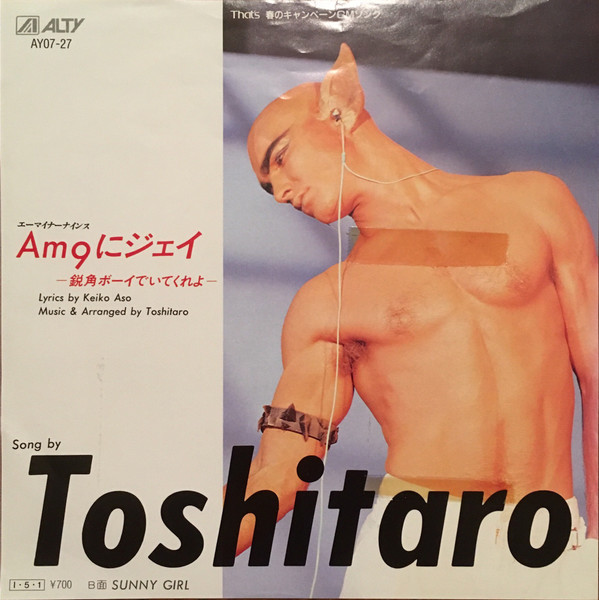 ALTY
AY07-27
That's 春のキャンペーンCMソング
エーマイナーナインス
Am9にジェイ
―鋭角ボーイでいてくれよ―
Lyrics by Keiko Aso
Music & Arranged by Toshitaro
Song by
Toshitaro
I・5・1 ¥700 B面 SUNNY GIRL